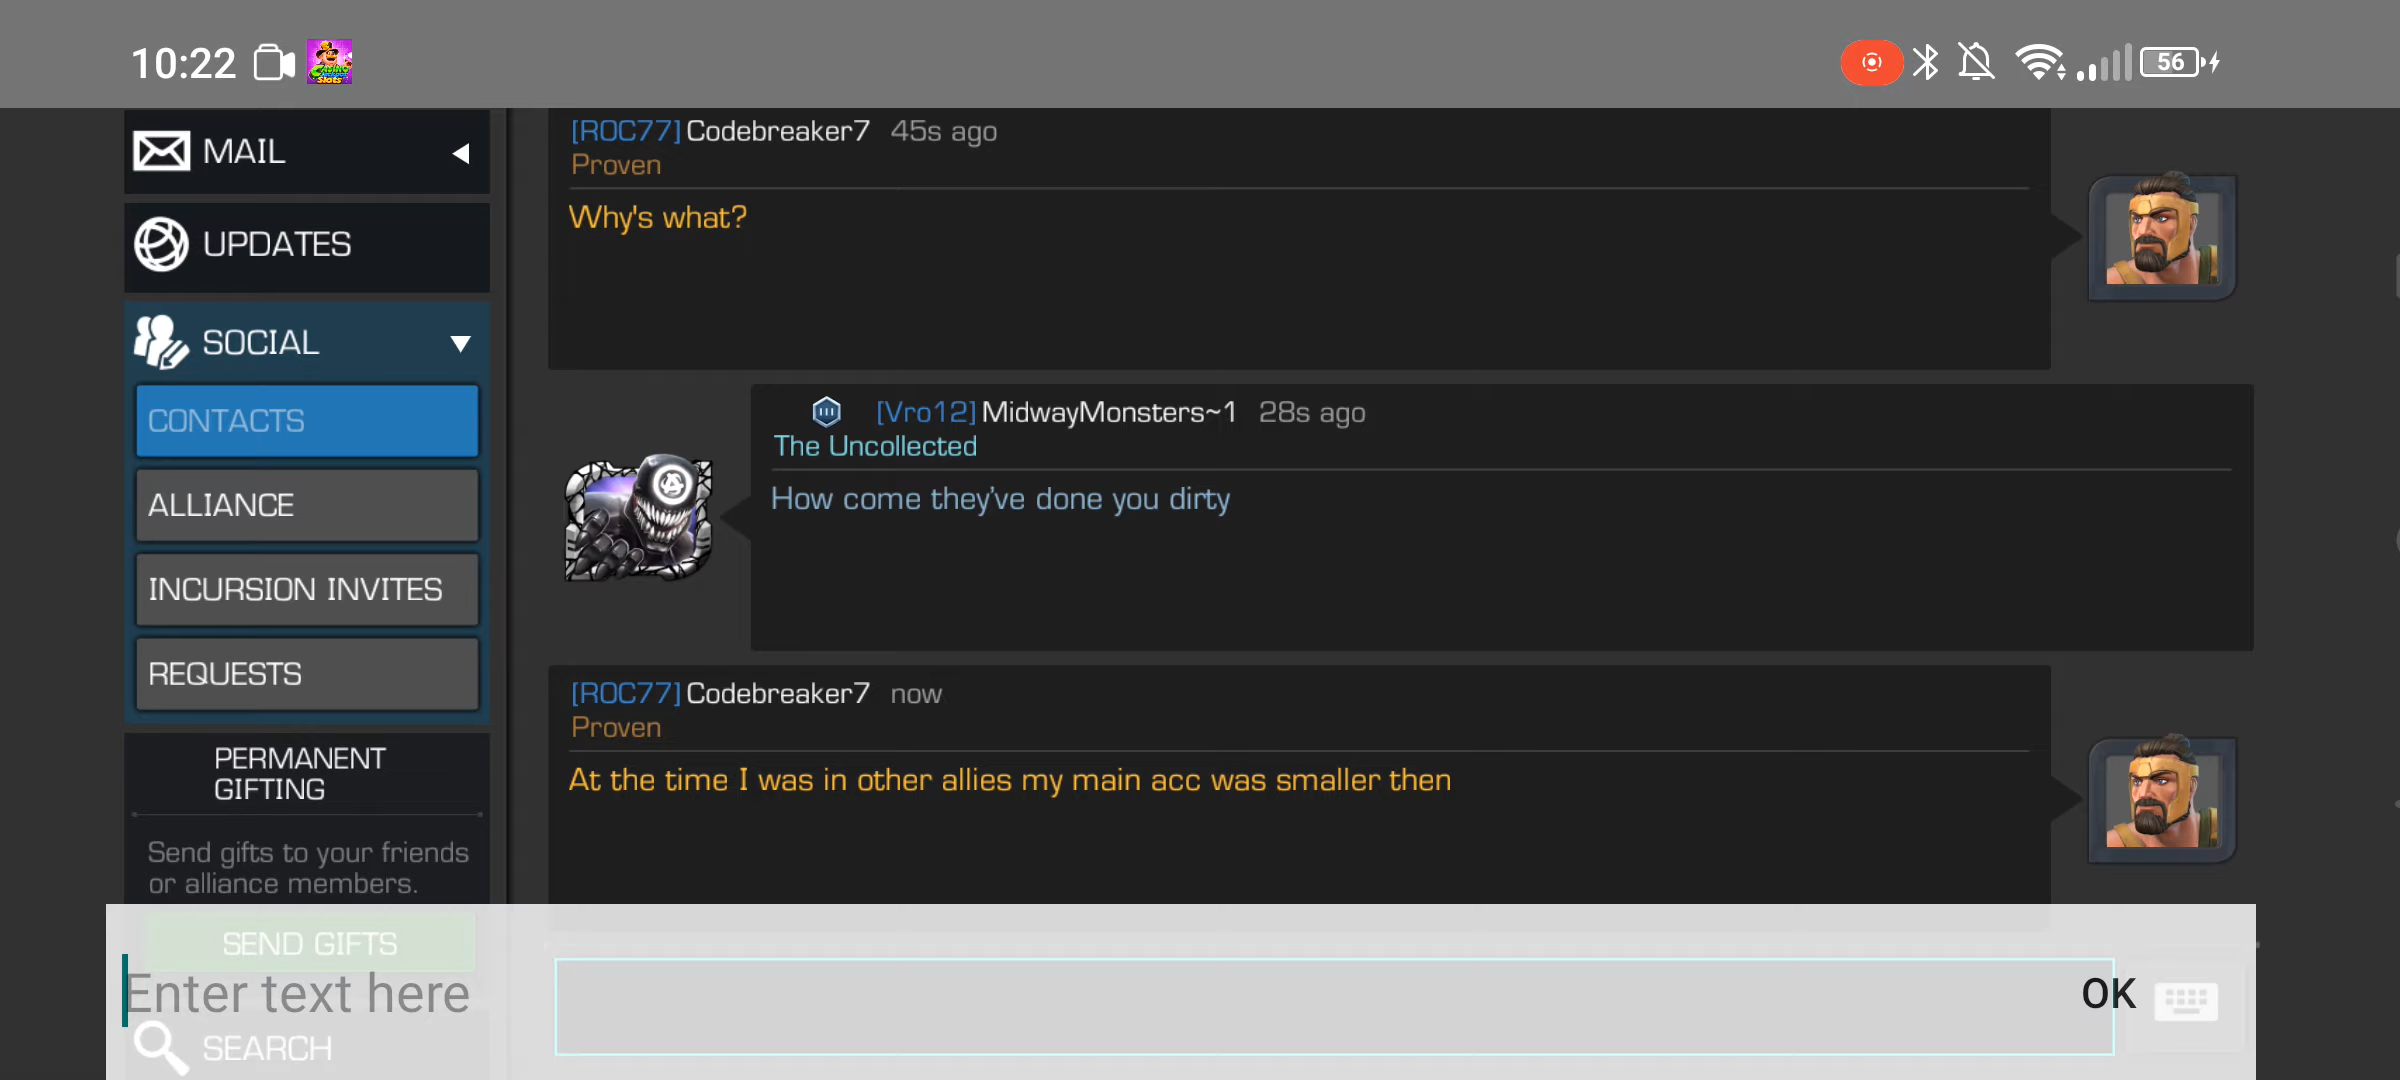 10:22
56
MAIL
UPDATES
SOCIAL
CONTACTS
ALLIANCE
INCURSION INVITES
REQUESTS
PERMANENT
GIFTING
Send gifts to your friends
or alliance members.
SEND GIFTS
Enter text here
SEARCH
[ROC77] Codebreaker7 45s ago
Proven
Why's what?
[Vro12] MidwayMonsters~1 28s ago
The Uncollected
How come they've done you dirty
[ROC77] Codebreaker7 now
Proven
At the time I was in other allies my main acc was smaller then
OK